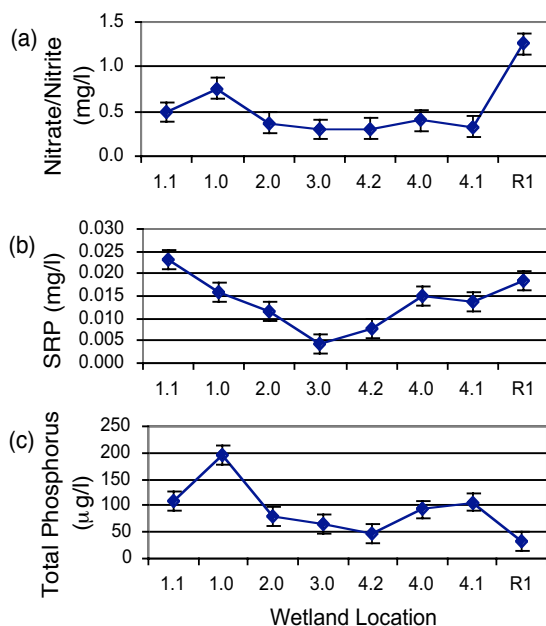 (a)
Nitrate/Nitrite
(mg/l)
1.5
1.0
0.5
0.0
1.1 1.0 2.0 3.0 4.2 4.0 4.1 R1
(b)
SRP (mg/l)
0.030
0.025
0.020
0.015
0.010
0.005
0.000
1.1 1.0 2.0 3.0 4.2 4.0 4.1 R1
(c)
Total Phosphorus
(µg/l)
250
200
150
100
50
0
1.1 1.0 2.0 3.0 4.2 4.0 4.1 R1
Wetland Location